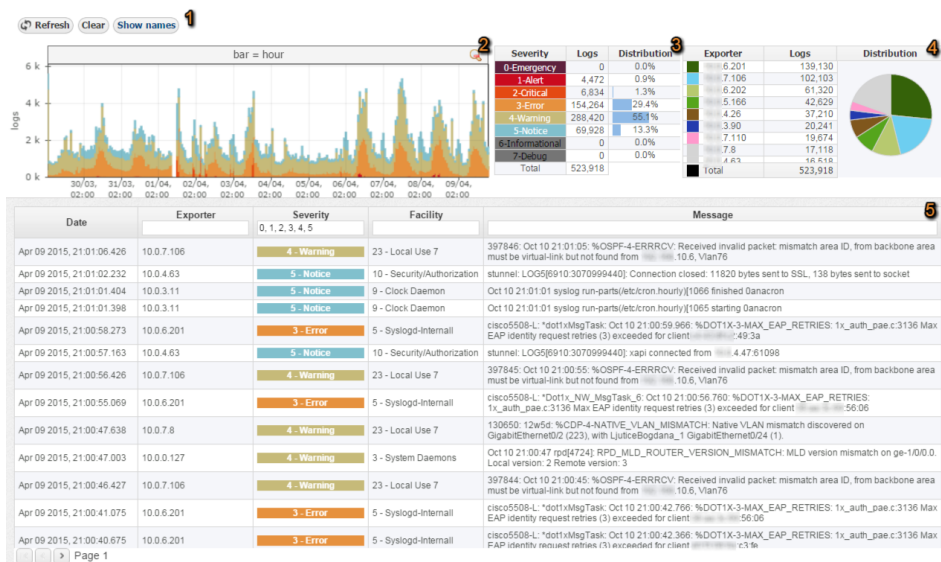 Refresh Clear Show names 1
bar = hour 2
logs
6 k
4 k
2 k
0 k
30/03, 02:00
31/03, 02:00
01/04, 02:00
02/04, 02:00
03/04, 02:00
04/04, 02:00
05/04, 02:00
06/04, 02:00
07/04, 02:00
08/04, 02:00
09/04, 02:00
Severity Logs Distribution 3
0-Emergency 0 0.0%
1-Alert 4,472 0.9%
2-Critical 6,834 1.3%
3-Error 154,264 29.4%
4-Warning 288,420 55.1%
5-Notice 69,928 13.3%
6-Informational 0 0.0%
7-Debug 0 0.0%
Total 523,918
Exporter Logs Distribution 4
.6.201 139,130
.7.106 102,103
.6.202 61,320
.5.166 42,629
.4.26 37,210
.3.90 20,241
.7.110 19,674
.7.8 17,118
4.63 16,518
Total 523,918
5
Date Exporter Severity Facility Message
0, 1, 2, 3, 4, 5
Apr 09 2015, 21:01:06.426 10.0.7.106 4 - Warning 23 - Local Use 7 397846: Oct 10 21:01:05: %OSPF-4-ERRRCV: Received invalid packet: mismatch area ID, from backbone area
must be virtual-link but not found from .10.6, Vlan76
Apr 09 2015, 21:01:02.232 10.0.4.63 5 - Notice 10 - Security/Authorization stunnel: LOG5[6910:3070999440]: Connection closed: 11820 bytes sent to SSL, 138 bytes sent to socket
Apr 09 2015, 21:01:01.404 10.0.3.11 5 - Notice 9 - Clock Daemon Oct 10 21:01:01 syslog run-parts(/etc/cron.hourly)[1066 finished 0anacron
Apr 09 2015, 21:01:01.398 10.0.3.11 5 - Notice 9 - Clock Daemon Oct 10 21:01:01 syslog run-parts(/etc/cron.hourly)[1065 starting 0anacron
Apr 09 2015, 21:00:58.273 10.0.6.201 3 - Error 5 - Syslogd-Internall cisco5508-L: *dot1xMsgTask: Oct 10 21:00:59.966: %DOT1X-3-MAX_EAP_RETRIES: 1x_auth_pae.c:3136 Max
EAP identity request retries (3) exceeded for client :49:3a
Apr 09 2015, 21:00:57.163 10.0.4.63 5 - Notice 10 - Security/Authorization stunnel: LOG5[6910:3070999440]: xapi connected from .4.47:61098
Apr 09 2015, 21:00:56.426 10.0.7.106 4 - Warning 23 - Local Use 7 397845: Oct 10 21:00:55: %OSPF-4-ERRRCV: Received invalid packet: mismatch area ID, from backbone area
must be virtual-link but not found from .10.6, Vlan76
Apr 09 2015, 21:00:55.069 10.0.6.201 3 - Error 5 - Syslogd-Internall cisco5508-L: *Dot1x_NW_MsgTask_6: Oct 10 21:00:56.760: %DOT1X-3-MAX_EAP_RETRIES:
1x_auth_pae.c:3136 Max EAP identity request retries (3) exceeded for client :56:06
Apr 09 2015, 21:00:47.638 10.0.7.8 4 - Warning 23 - Local Use 7 130650: 12w5d: %CDP-4-NATIVE_VLAN_MISMATCH: Native VLAN mismatch discovered on
GigabitEthernet0/2 (223), with LjuticeBogdana_1 GigabitEthernet0/24 (1).
Apr 09 2015, 21:00:47.003 10.0.0.127 4 - Warning 3 - System Daemons Oct 10 21:00:47 rpd[4724]: RPD_MLD_ROUTER_VERSION_MISMATCH: MLD version mismatch on ge-1/0/0.0.
Local version: 2 Remote version: 3
Apr 09 2015, 21:00:46.427 10.0.7.106 4 - Warning 23 - Local Use 7 397844: Oct 10 21:00:45: %OSPF-4-ERRRCV: Received invalid packet: mismatch area ID, from backbone area
must be virtual-link but not found from .10.6, Vlan76
Apr 09 2015, 21:00:41.075 10.0.6.201 3 - Error 5 - Syslogd-Internall cisco5508-L: *dot1xMsgTask: Oct 10 21:00:42.766: %DOT1X-3-MAX_EAP_RETRIES: 1x_auth_pae.c:3136 Max
EAP identity request retries (3) exceeded for client :56:06
Apr 09 2015, 21:00:40.675 10.0.6.201 3 - Error 5 - Syslogd-Internall cisco5508-L: *dot1xMsgTask: Oct 10 21:00:42.366: %DOT1X-3-MAX_EAP_RETRIES: 1x_auth_pae.c:3136 Max
EAP identity request retries (3) exceeded for client :c3:fe
Page 1